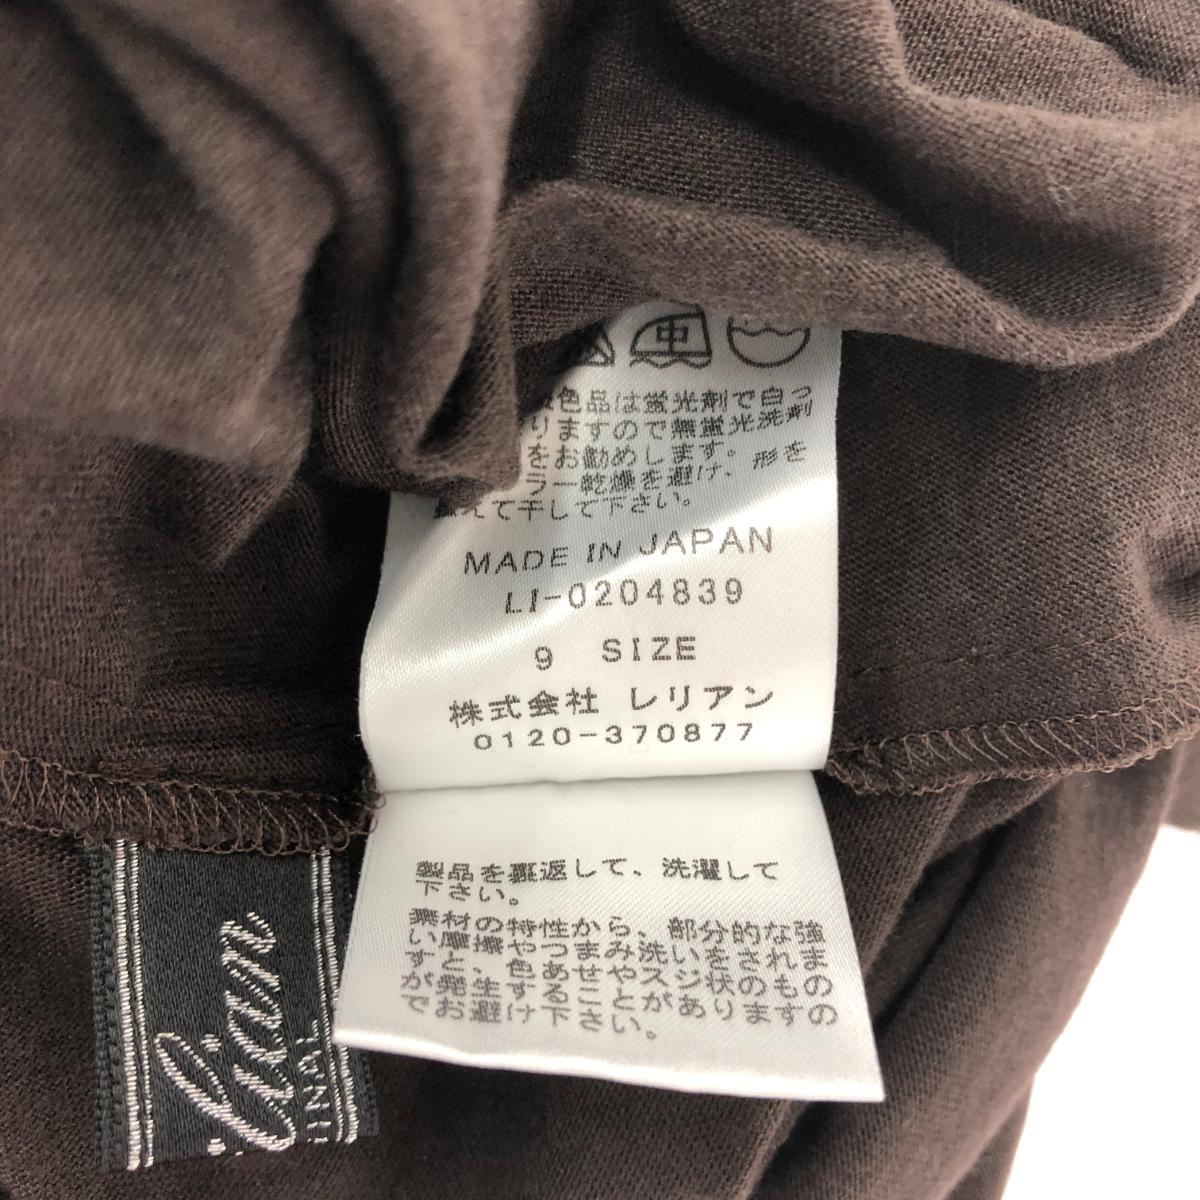 中
色品は蛍光剤で白っ
りますので無蛍光洗剤
をお勧めします。
ラー乾燥を避け、形を
えて干して下さい。
MADE IN JAPAN
LI-0204839
9 SIZE
株式会社 レリアン
0120-370877
製品を裏返して、洗濯して
下さい。
素材の特性から、部分的な強
い摩擦やつまみ洗いをされま
すと、色あせやスジ状のもの
が発生することがありますの
でお避け下さい。
lian
INAL